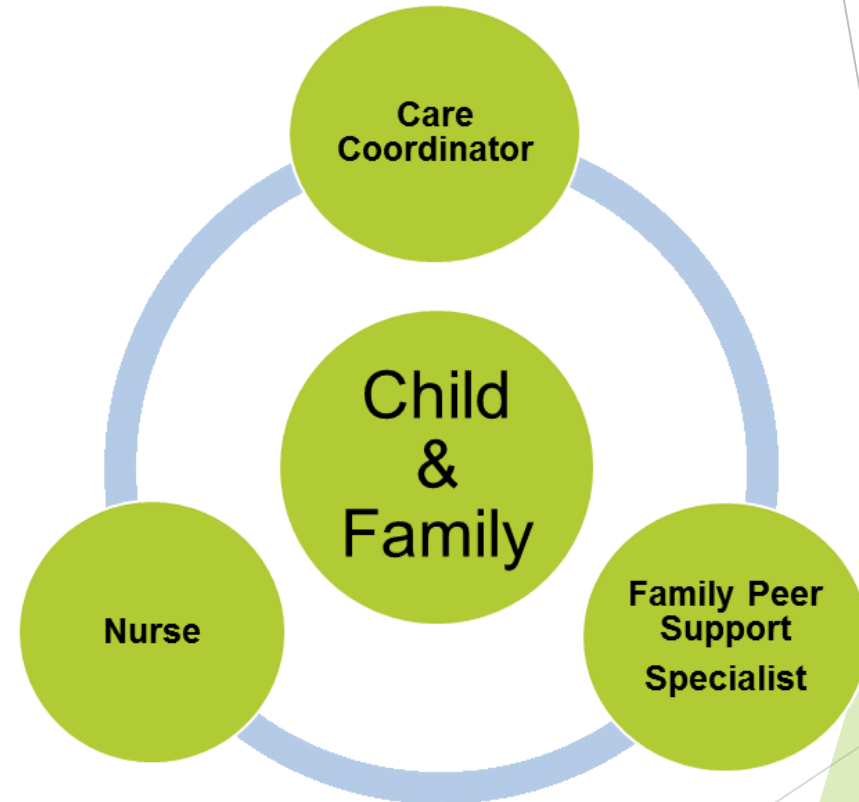 Care
Coordinator
Child
&
Family
Nurse
Family Peer
Support
Specialist